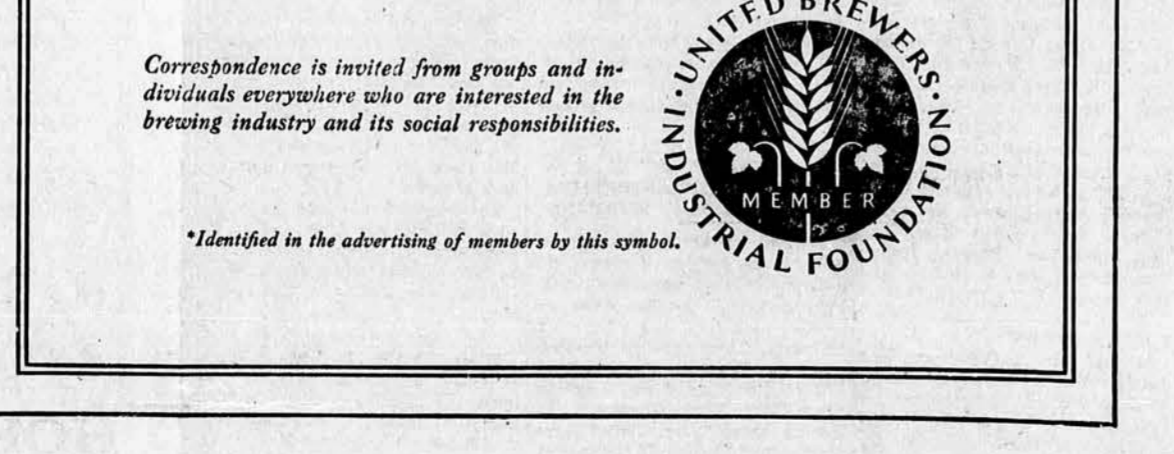 Correspondence is invited from groups and in-
dividuals everywhere who are interested in the
brewing industry and its social responsibilities.
*Identified in the advertising of members by this symbol.
UNITED BREWERS · INDUSTRIAL FOUNDATION ·
MEMBER